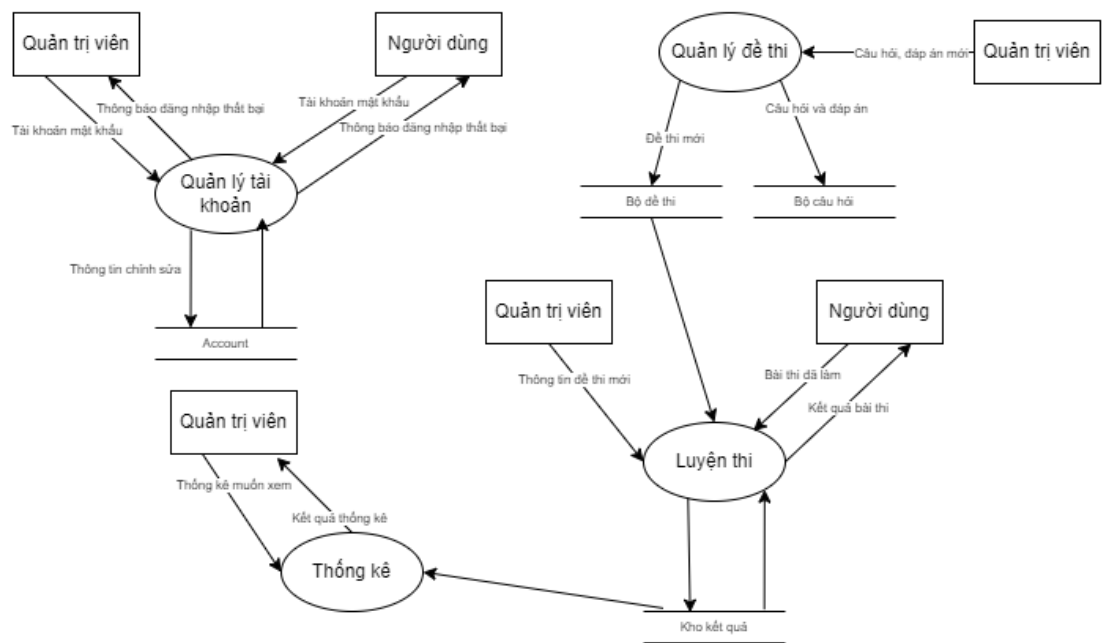 Quản trị viên
Người dùng
Thông báo đăng nhập thất bại
Tài khoản mật khẩu
Tài khoản mật khẩu
Thông báo đăng nhập thất bại
Quản lý tài
khoản
Thông tin chỉnh sửa
Account
Quản lý đề thi
Câu hỏi, đáp án mới
Quản trị viên
Câu hỏi và đáp án
Đề thi mới
Bộ đề thi
Bộ câu hỏi
Quản trị viên
Người dùng
Thông tin đề thi mới
Bài thi đã làm
Kết quả bài thi
Luyện thi
Quản trị viên
Thống kê muốn xem
Kết quả thống kê
Thống kê
Kho kết quả